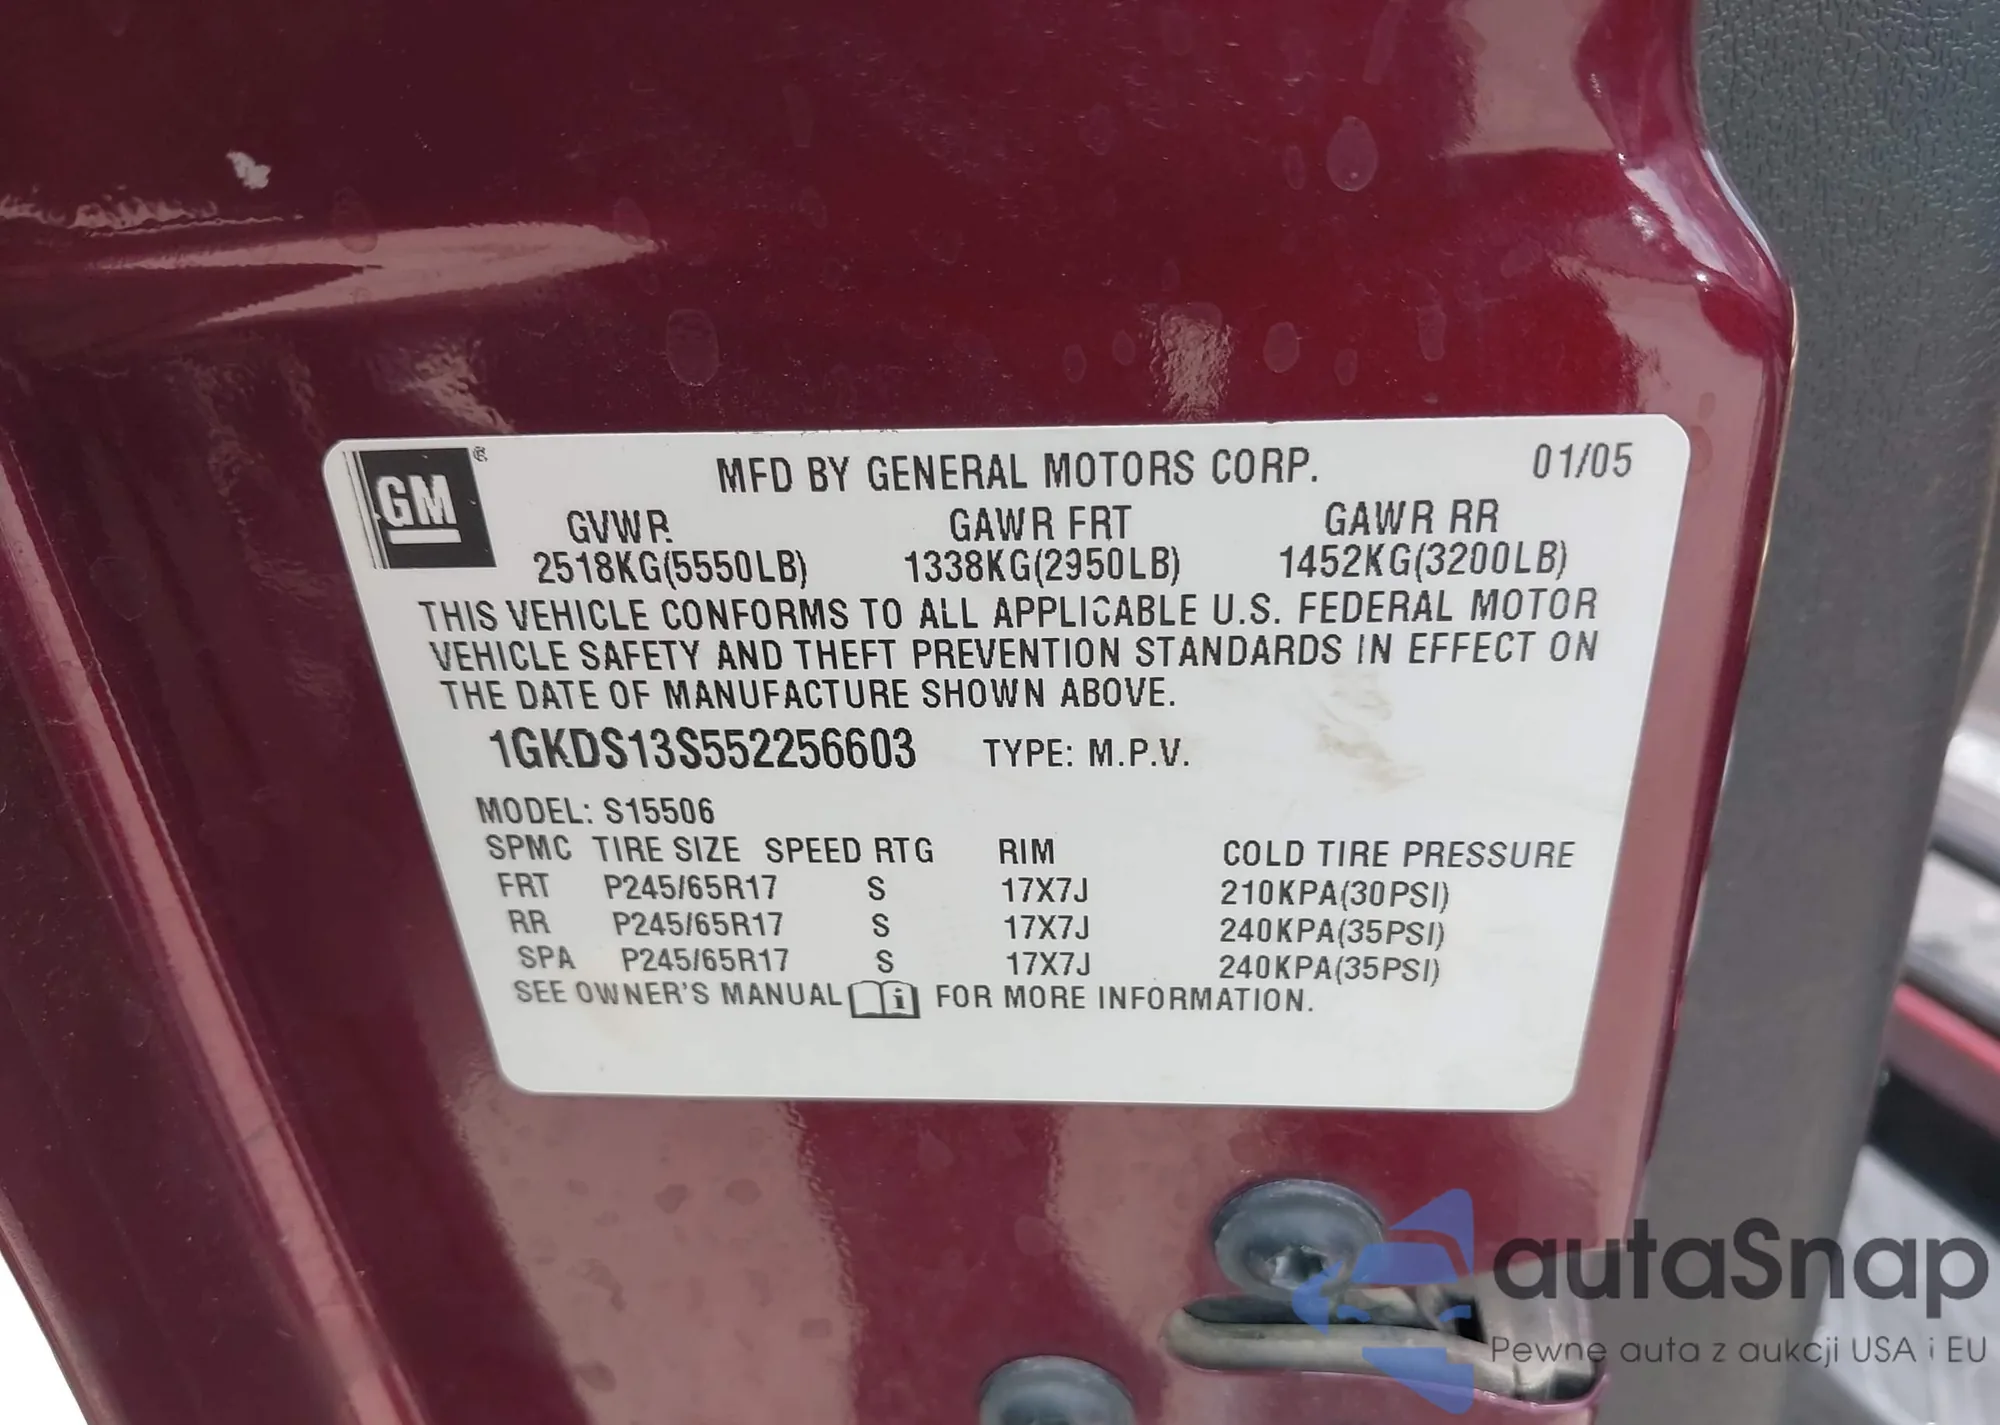 GM®
MFD BY GENERAL MOTORS CORP. 01/05
GVWR GAWR FRT GAWR RR
2518KG(5550LB) 1338KG(2950LB) 1452KG(3200LB)
THIS VEHICLE CONFORMS TO ALL APPLICABLE U.S. FEDERAL MOTOR
VEHICLE SAFETY AND THEFT PREVENTION STANDARDS IN EFFECT ON
THE DATE OF MANUFACTURE SHOWN ABOVE.
1GKDS13S552256603 TYPE: M.P.V.
MODEL: S15506
SPMC TIRE SIZE SPEED RTG RIM COLD TIRE PRESSURE
FRT P245/65R17 S 17X7J 210KPA(30PSI)
RR P245/65R17 S 17X7J 240KPA(35PSI)
SPA P245/65R17 S 17X7J 240KPA(35PSI)
SEE OWNER'S MANUAL i FOR MORE INFORMATION.
autaSnap
Pewne auta z aukcji USA i EU